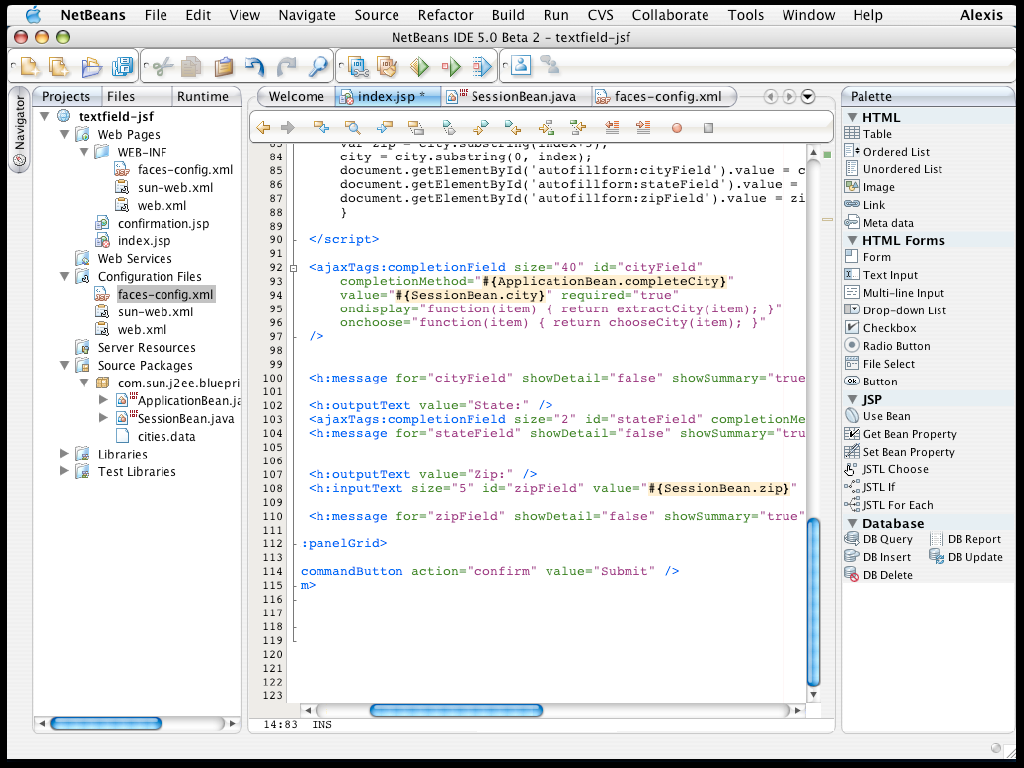 NetBeans File Edit View Navigate Source Refactor Build Run CVS Collaborate Tools Window Help Alexis
NetBeans IDE 5.0 Beta 2 - textfield-jsf
Navigator
Projects Files Runtime
textfield-jsf
Web Pages
WEB-INF
faces-config.xml
sun-web.xml
web.xml
confirmation.jsp
index.jsp
Web Services
Configuration Files
faces-config.xml
sun-web.xml
web.xml
Server Resources
Source Packages
com.sun.j2ee.bluepri
ApplicationBean.ja
SessionBean.java
cities.data
Libraries
Test Libraries
Welcome index.jsp * SessionBean.java faces-config.xml
83 var zip = city.substring(index+3);
84 city = city.substring(0, index);
85 document.getElementById('autofillform:cityField').value = c
86 document.getElementById('autofillform:stateField').value =
87 document.getElementById('autofillform:zipField').value = zi
88 }
89
90 </script>
91
92 <ajaxTags:completionField size="40" id="cityField"
93 completionMethod="#{ApplicationBean.completeCity}"
94 value="#{SessionBean.city}" required="true"
95 ondisplay="function(item) { return extractCity(item); }"
96 onchoose="function(item) { return chooseCity(item); }"
97 />
98
99
100 <h:message for="cityField" showDetail="false" showSummary="true
101
102 <h:outputText value="State:" />
103 <ajaxTags:completionField size="2" id="stateField" completionMe
104 <h:message for="stateField" showDetail="false" showSummary="tru
105
106
107 <h:outputText value="Zip:" />
108 <h:inputText size="5" id="zipField" value="#{SessionBean.zip}"
109
110 <h:message for="zipField" showDetail="false" showSummary="true"
111
112 :panelGrid>
113
114 commandButton action="confirm" value="Submit" />
115 m>
116
117
118
119
120
121
122
123
14:83 INS
Palette
HTML
Table
Ordered List
Unordered List
Image
Link
Meta data
HTML Forms
Form
Text Input
Multi-line Input
Drop-down List
Checkbox
Radio Button
File Select
Button
JSP
Use Bean
Get Bean Property
Set Bean Property
JSTL Choose
JSTL If
JSTL For Each
Database
DB Query DB Report
DB Insert DB Update
DB Delete